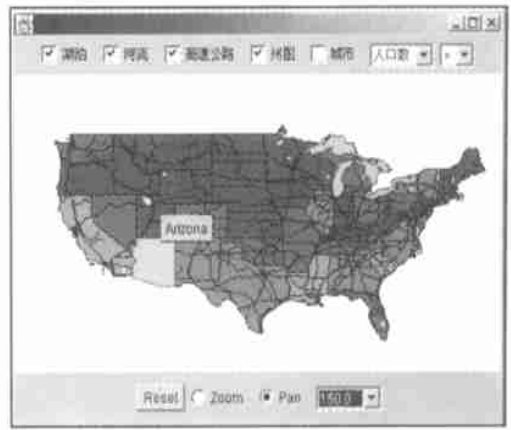 湖泊 河流 高速公路 州图 城市 人口数 >
Arizona
Reset Zoom Pan 150.0